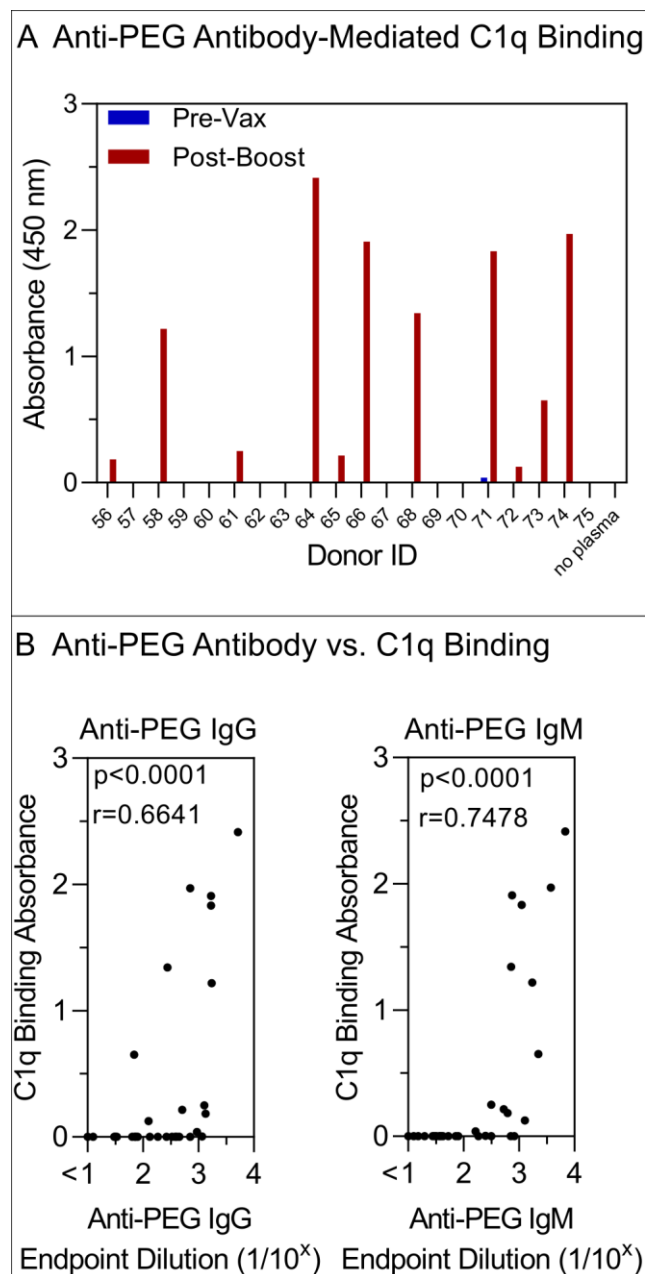 A Anti-PEG Antibody-Mediated C1q Binding
3
Pre-Vax
Post-Boost
2
1
0
Absorbance (450 nm)
56 57 58 59 60 61 62 63 64 65 66 67 68 69 70 71 72 73 74 75 no plasma
Donor ID
B Anti-PEG Antibody vs. C1q Binding
Anti-PEG IgG
3
p<0.0001
r=0.6641
2
1
0
C1q Binding Absorbance
<1 2 3 4
Anti-PEG IgG
Endpoint Dilution (1/10ˣ)
Anti-PEG IgM
3
p<0.0001
r=0.7478
2
1
0
C1q Binding Absorbance
<1 2 3 4
Anti-PEG IgM
Endpoint Dilution (1/10ˣ)